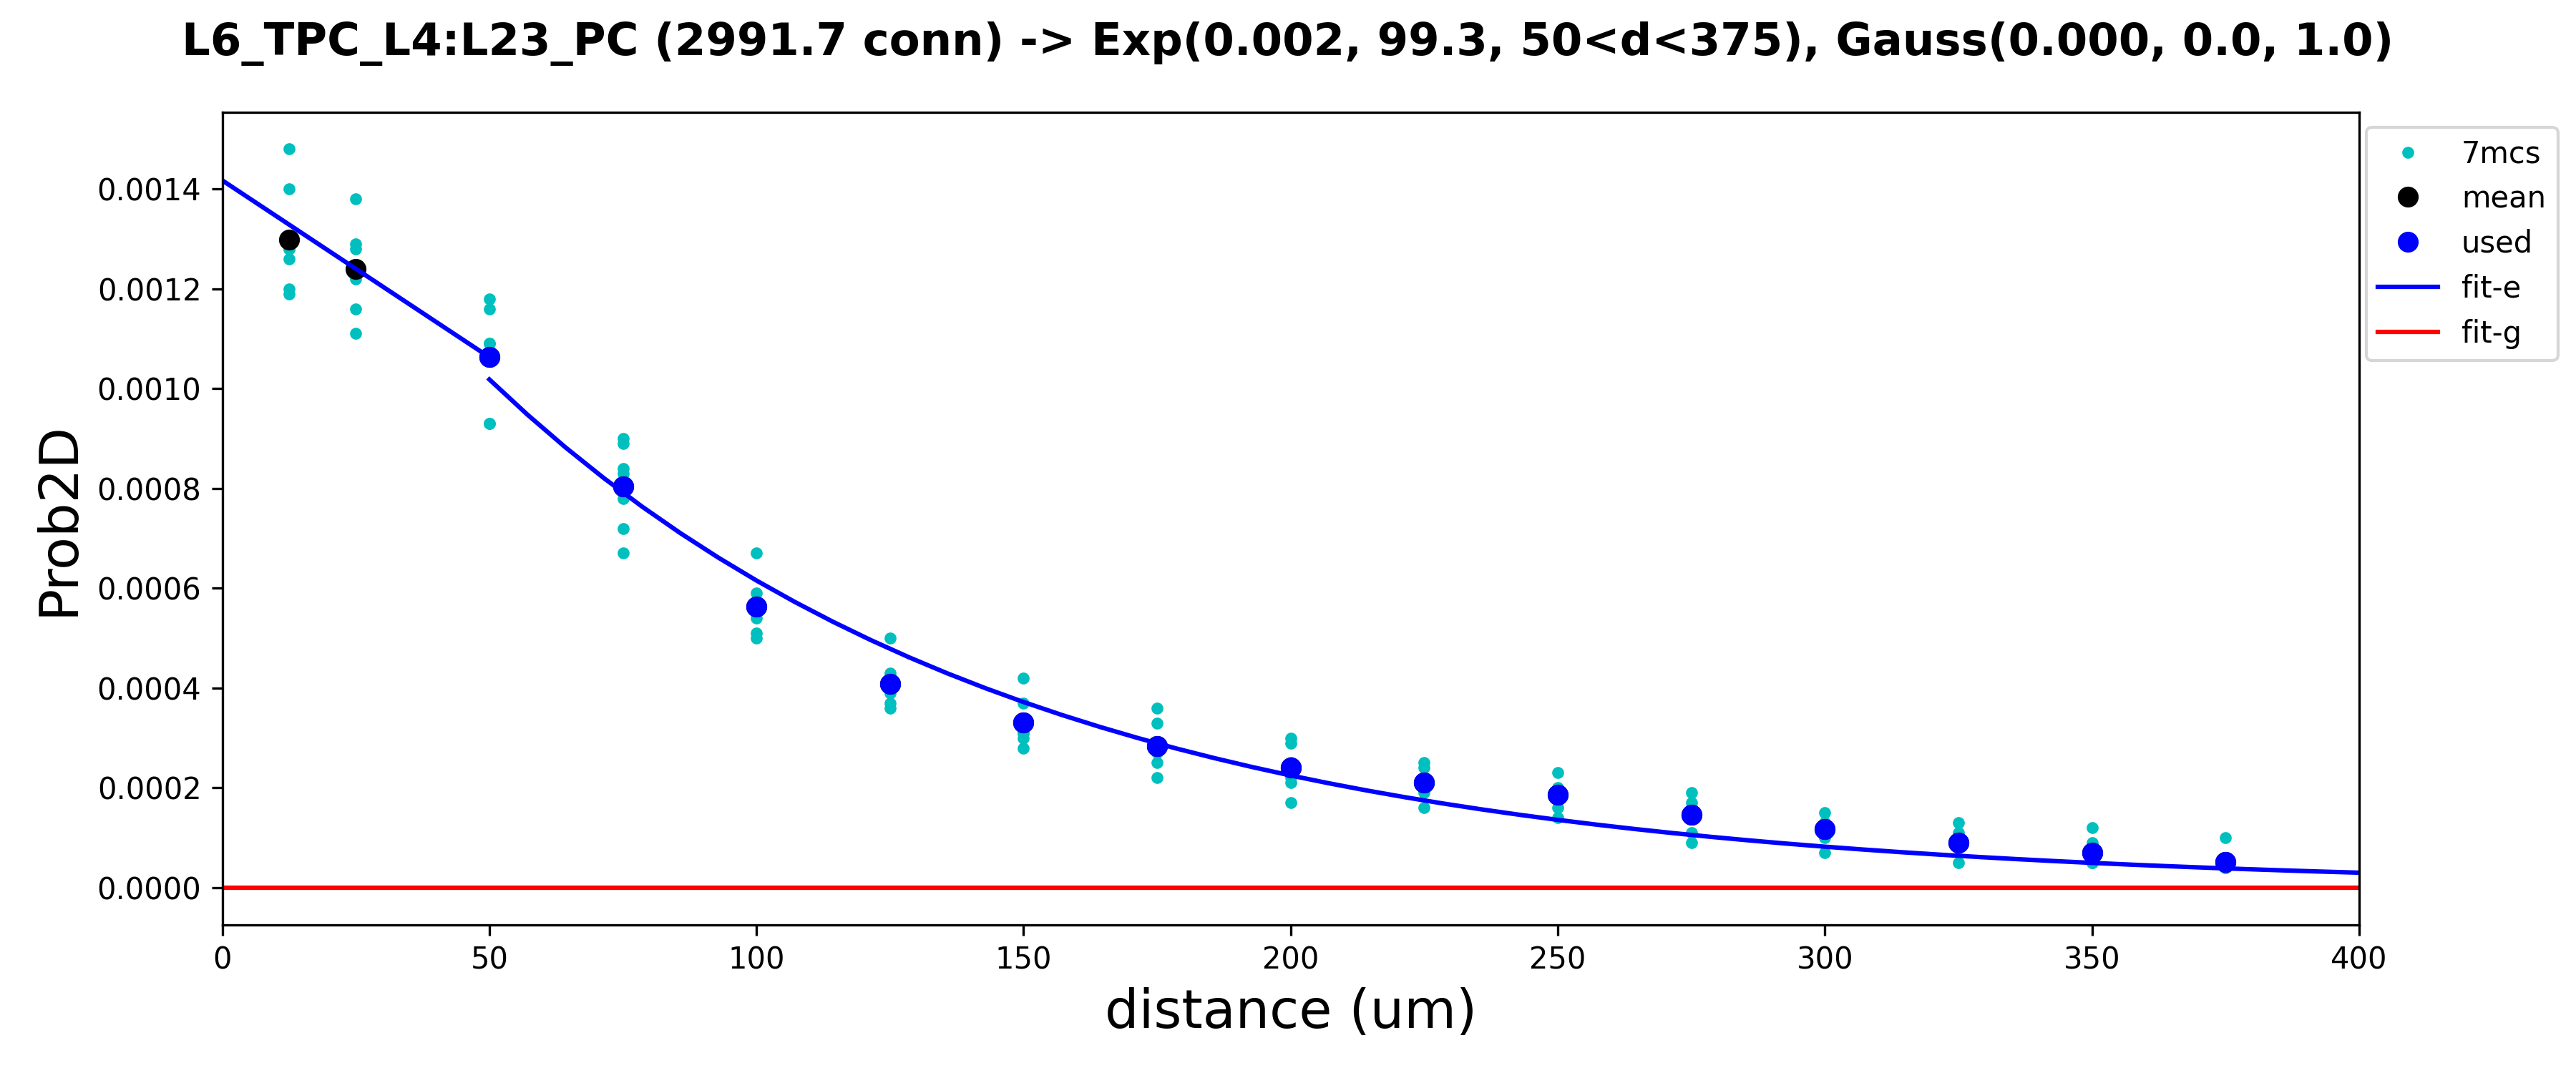 L6_TPC_L4:L23_PC (2991.7 conn) -> Exp(0.002, 99.3, 50<d<375), Gauss(0.000, 0.0, 1.0)
7mcs
mean
used
fit-e
fit-g
Prob2D
0.0014
0.0012
0.0010
0.0008
0.0006
0.0004
0.0002
0.0000
0 50 100 150 200 250 300 350 400
distance (um)